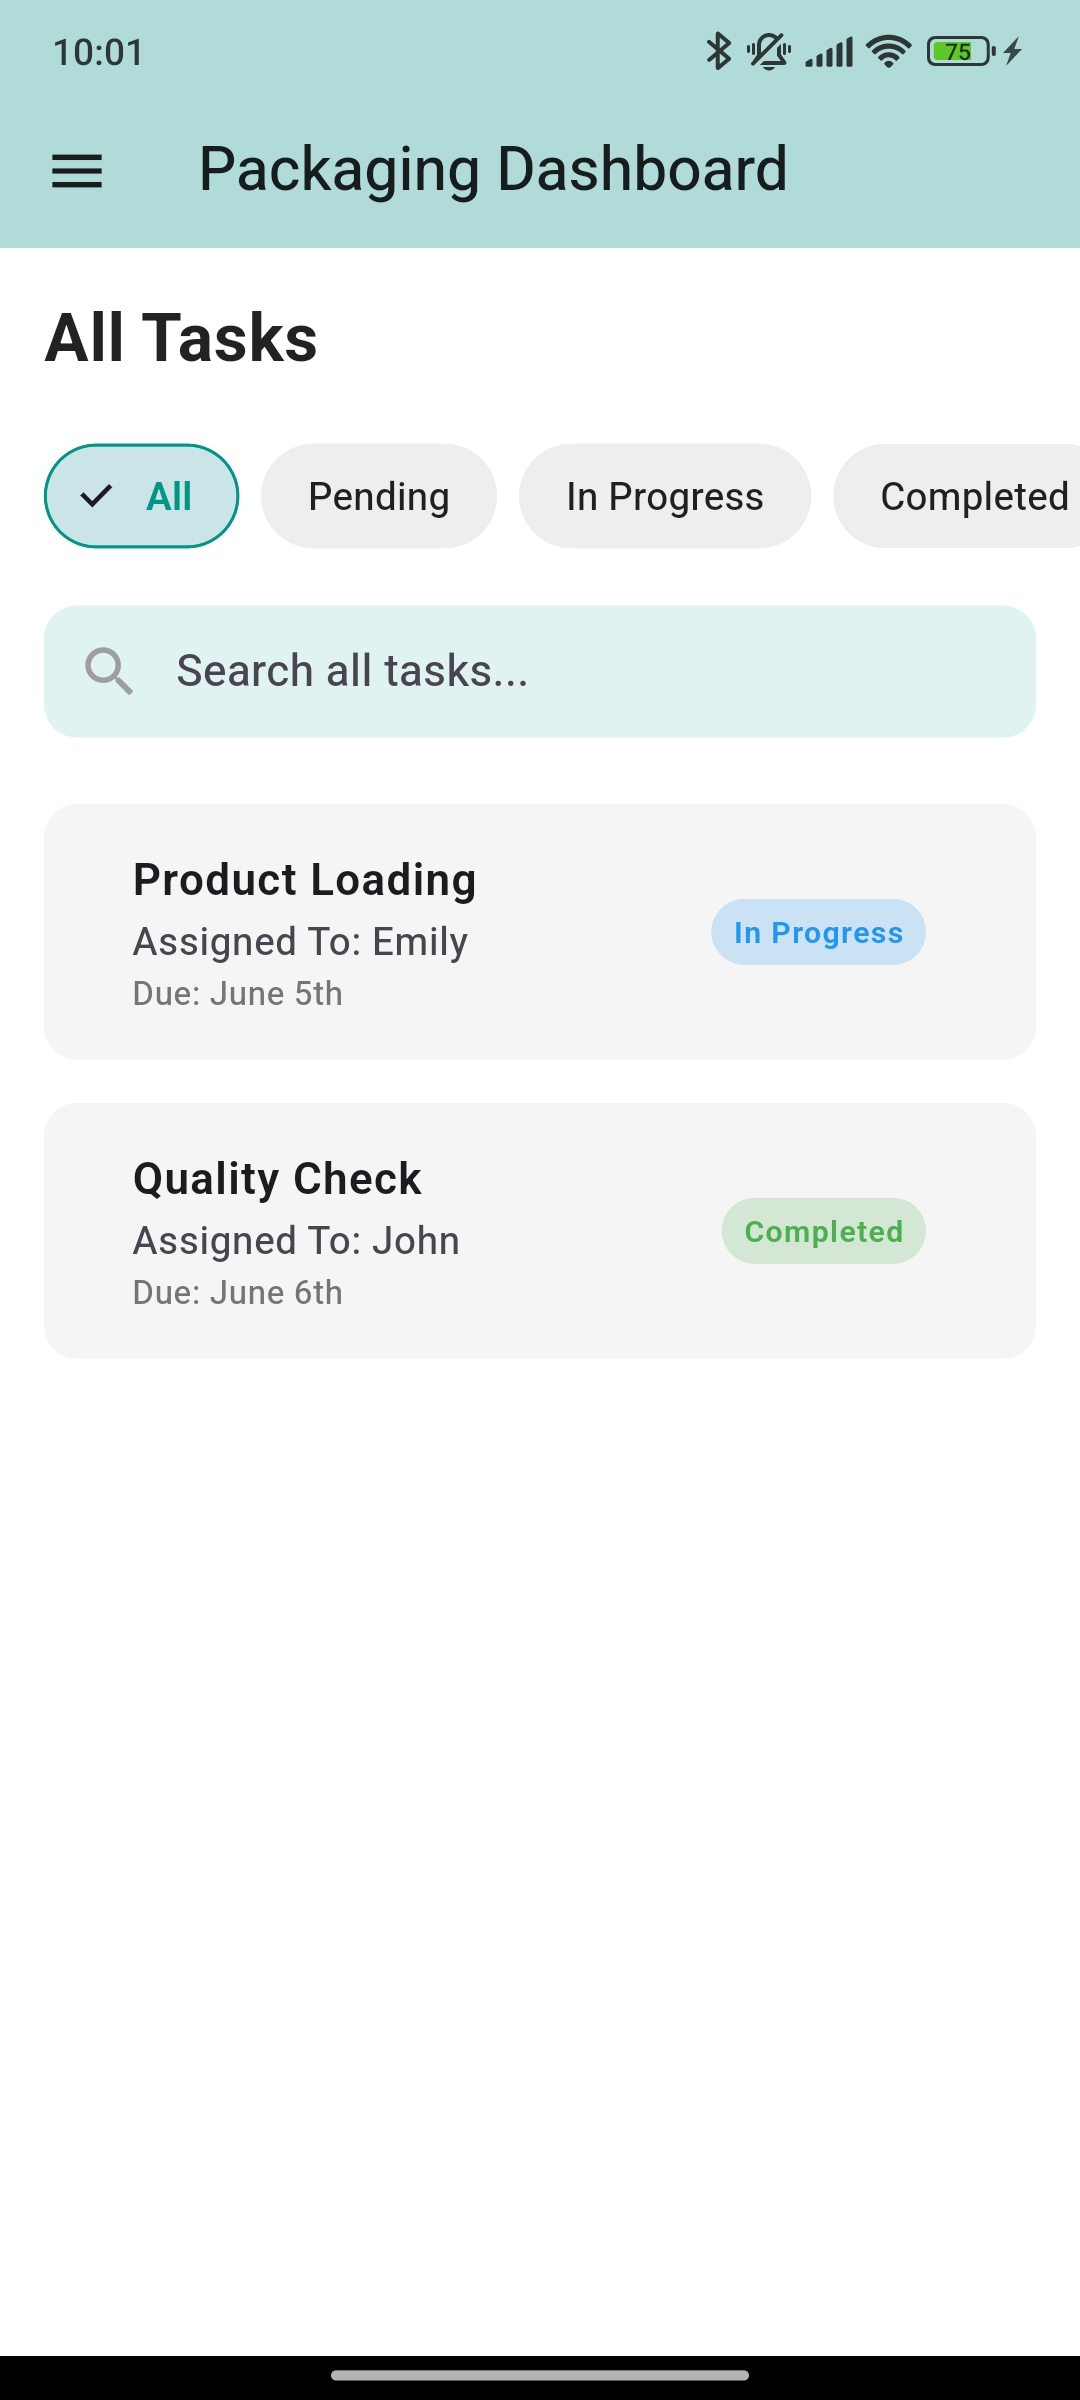 10:01
75
Packaging Dashboard
All Tasks
All
Pending
In Progress
Completed
Search all tasks...
Product Loading
Assigned To: Emily
Due: June 5th
In Progress
Quality Check
Assigned To: John
Due: June 6th
Completed